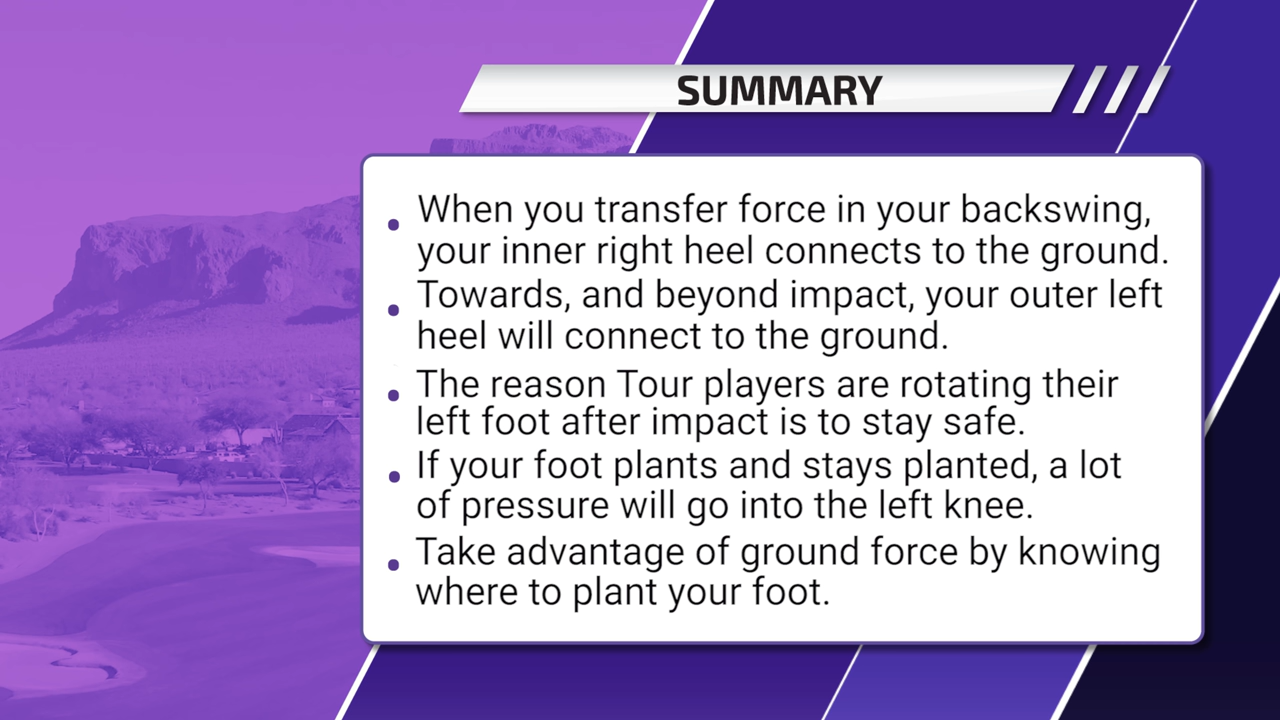 SUMMARY
When you transfer force in your backswing,
your inner right heel connects to the ground.
Towards, and beyond impact, your outer left
heel will connect to the ground.
The reason Tour players are rotating their
left foot after impact is to stay safe.
If your foot plants and stays planted, a lot
of pressure will go into the left knee.
Take advantage of ground force by knowing
where to plant your foot.